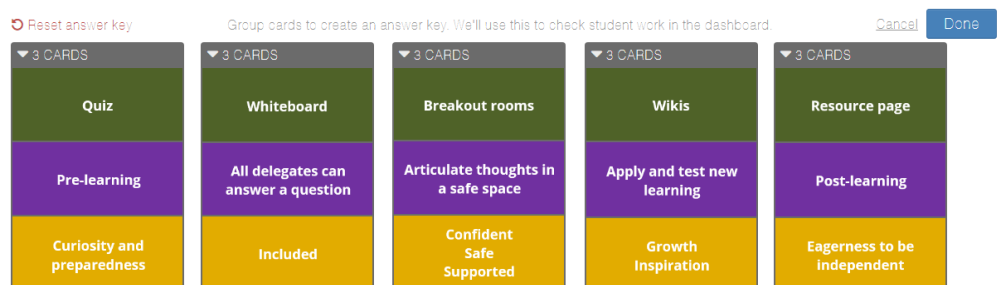 Reset answer key
Group cards to create an answer key. We'll use this to check student work in the dashboard.
Cancel
Done
3 CARDS
Quiz
Pre-learning
Curiosity and
preparedness
3 CARDS
Whiteboard
All delegates can
answer a question
Included
3 CARDS
Breakout rooms
Articulate thoughts in
a safe space
Confident
Safe
Supported
3 CARDS
Wikis
Apply and test new
learning
Growth
Inspiration
3 CARDS
Resource page
Post-learning
Eagerness to be
independent